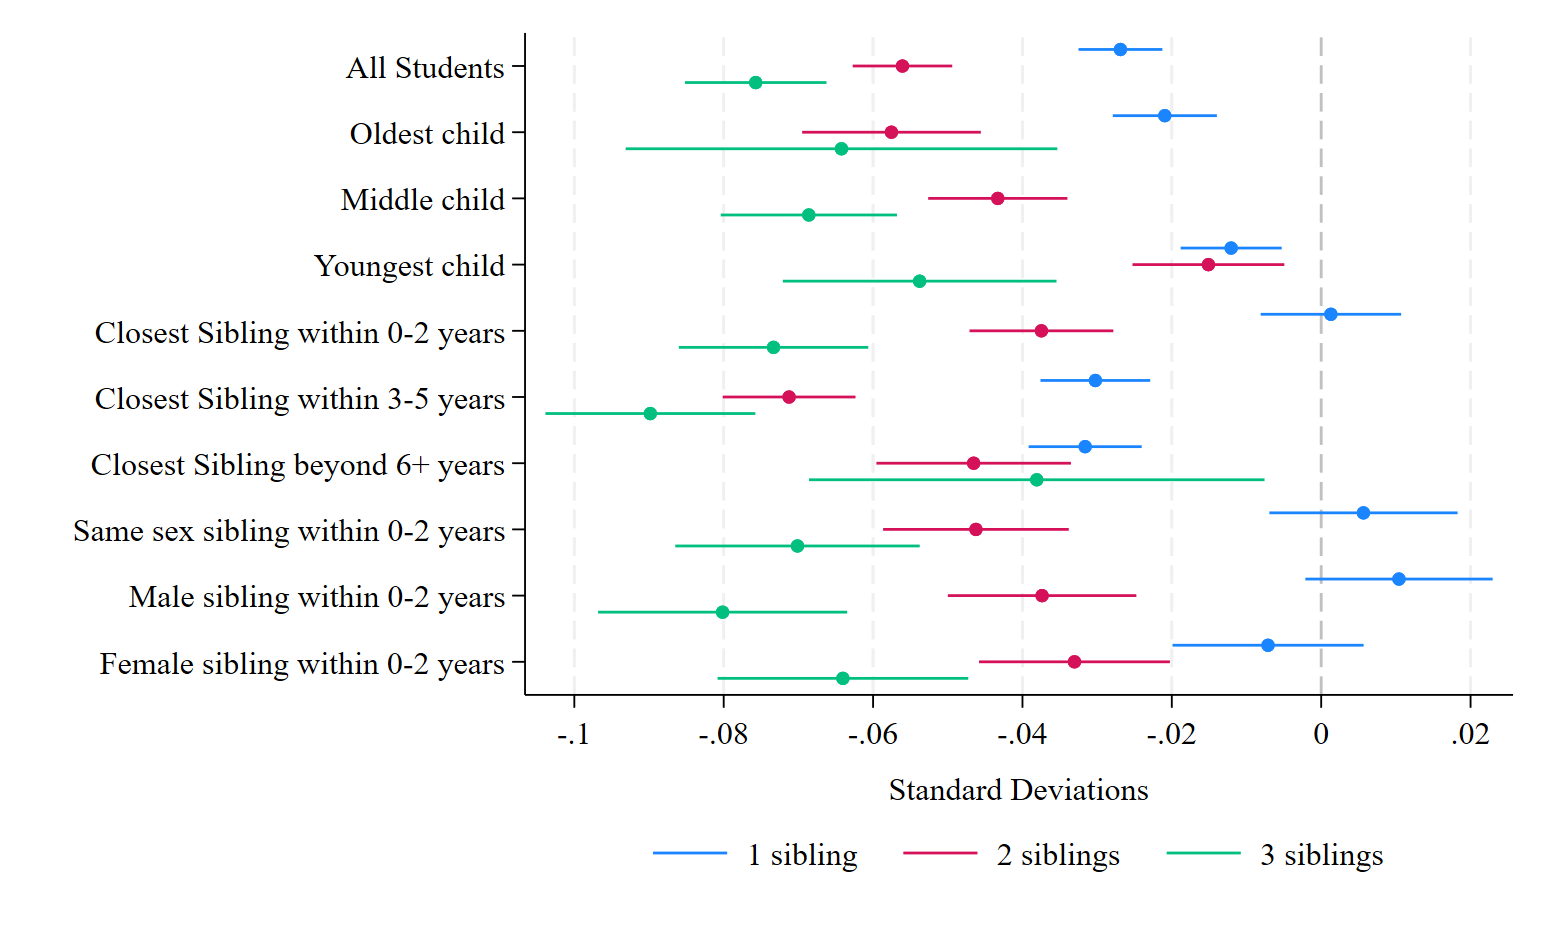 All Students
Oldest child
Middle child
Youngest child
Closest Sibling within 0-2 years
Closest Sibling within 3-5 years
Closest Sibling beyond 6+ years
Same sex sibling within 0-2 years
Male sibling within 0-2 years
Female sibling within 0-2 years
-.1 -.08 -.06 -.04 -.02 0 .02
Standard Deviations
1 sibling 2 siblings 3 siblings